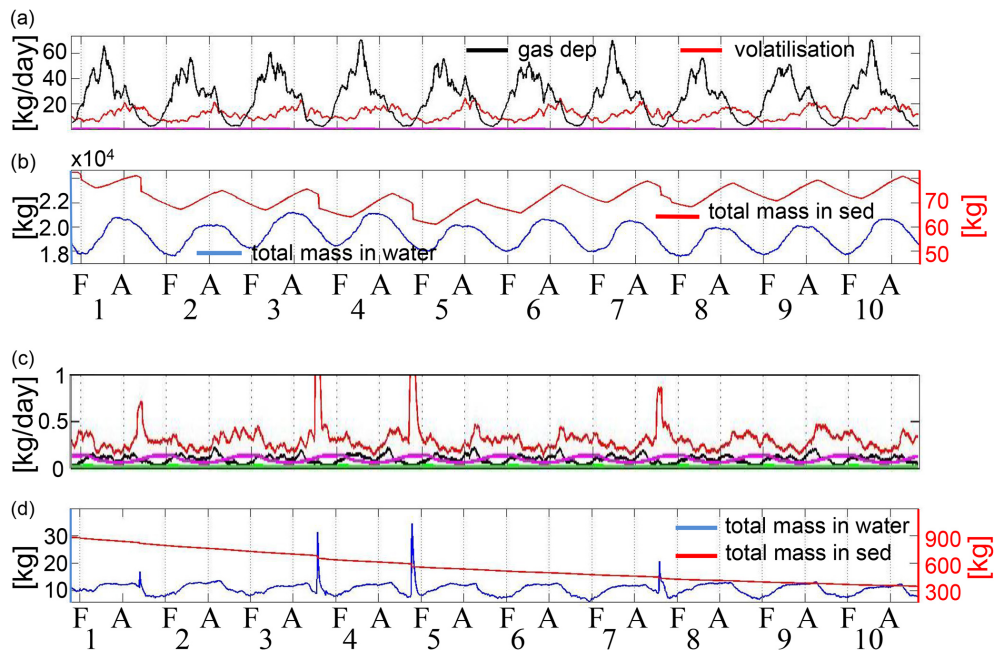 (a)
[kg/day]
60
40
20
gas dep
volatilisation
(b)
x10⁴
[kg]
2.2
2.0
1.8
total mass in sed
total mass in water
70
60
50
[kg]
F A F A F A F A F A F A F A F A F A F A
1 2 3 4 5 6 7 8 9 10
(c)
[kg/day]
1
0.5
0
(d)
[kg]
30
20
10
total mass in water
total mass in sed
900
600
300
[kg]
F A F A F A F A F A F A F A F A F A F A
1 2 3 4 5 6 7 8 9 10